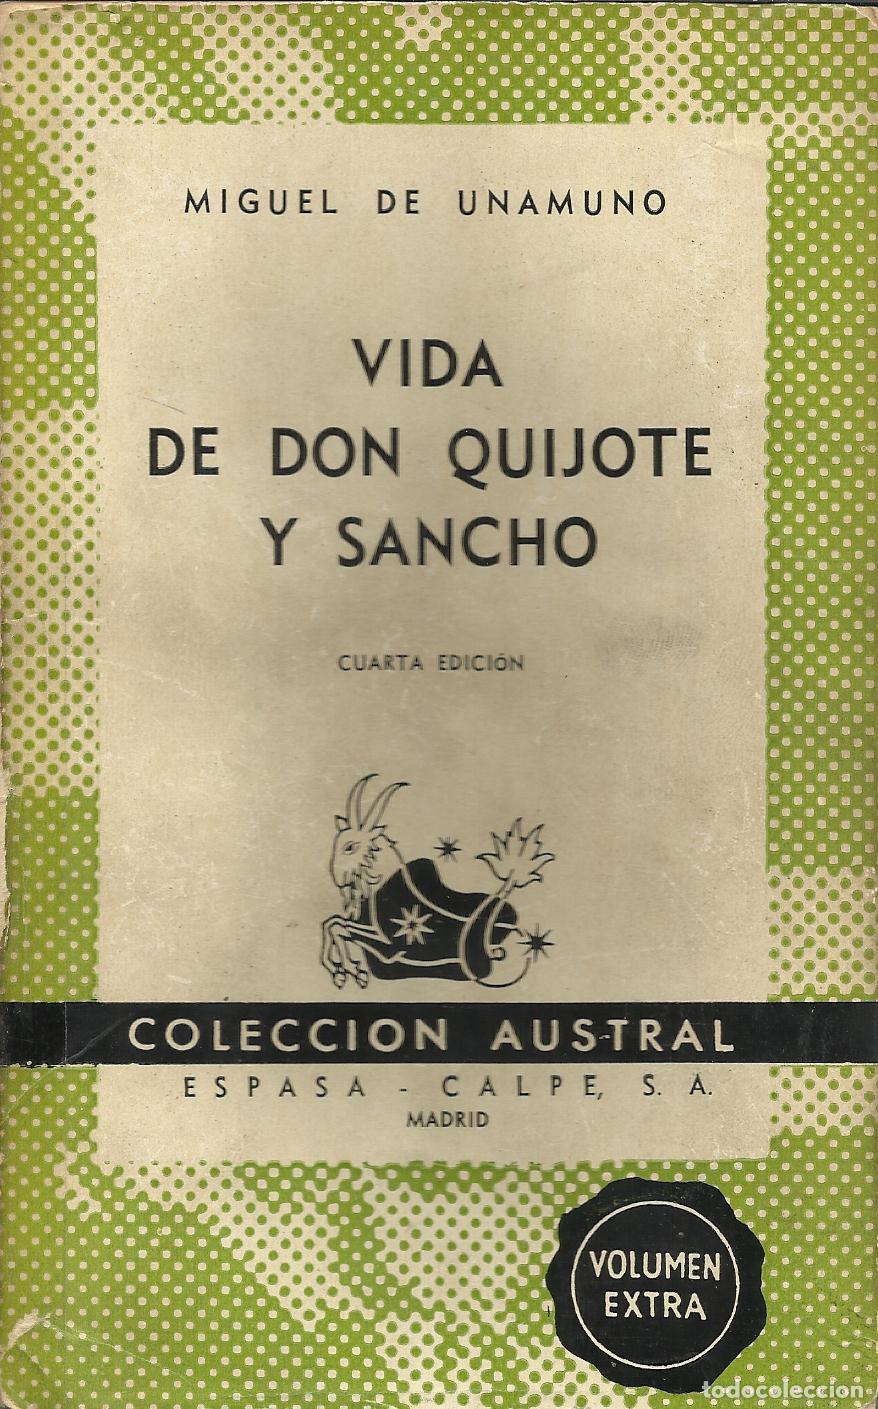 MIGUEL DE UNAMUNO
VIDA
DE DON QUIJOTE
Y SANCHO
CUARTA EDICIÓN
COLECCION AUSTRAL
ESPASA - CALPE, S. A.
MADRID
VOLUMEN
EXTRA
todocoleccion